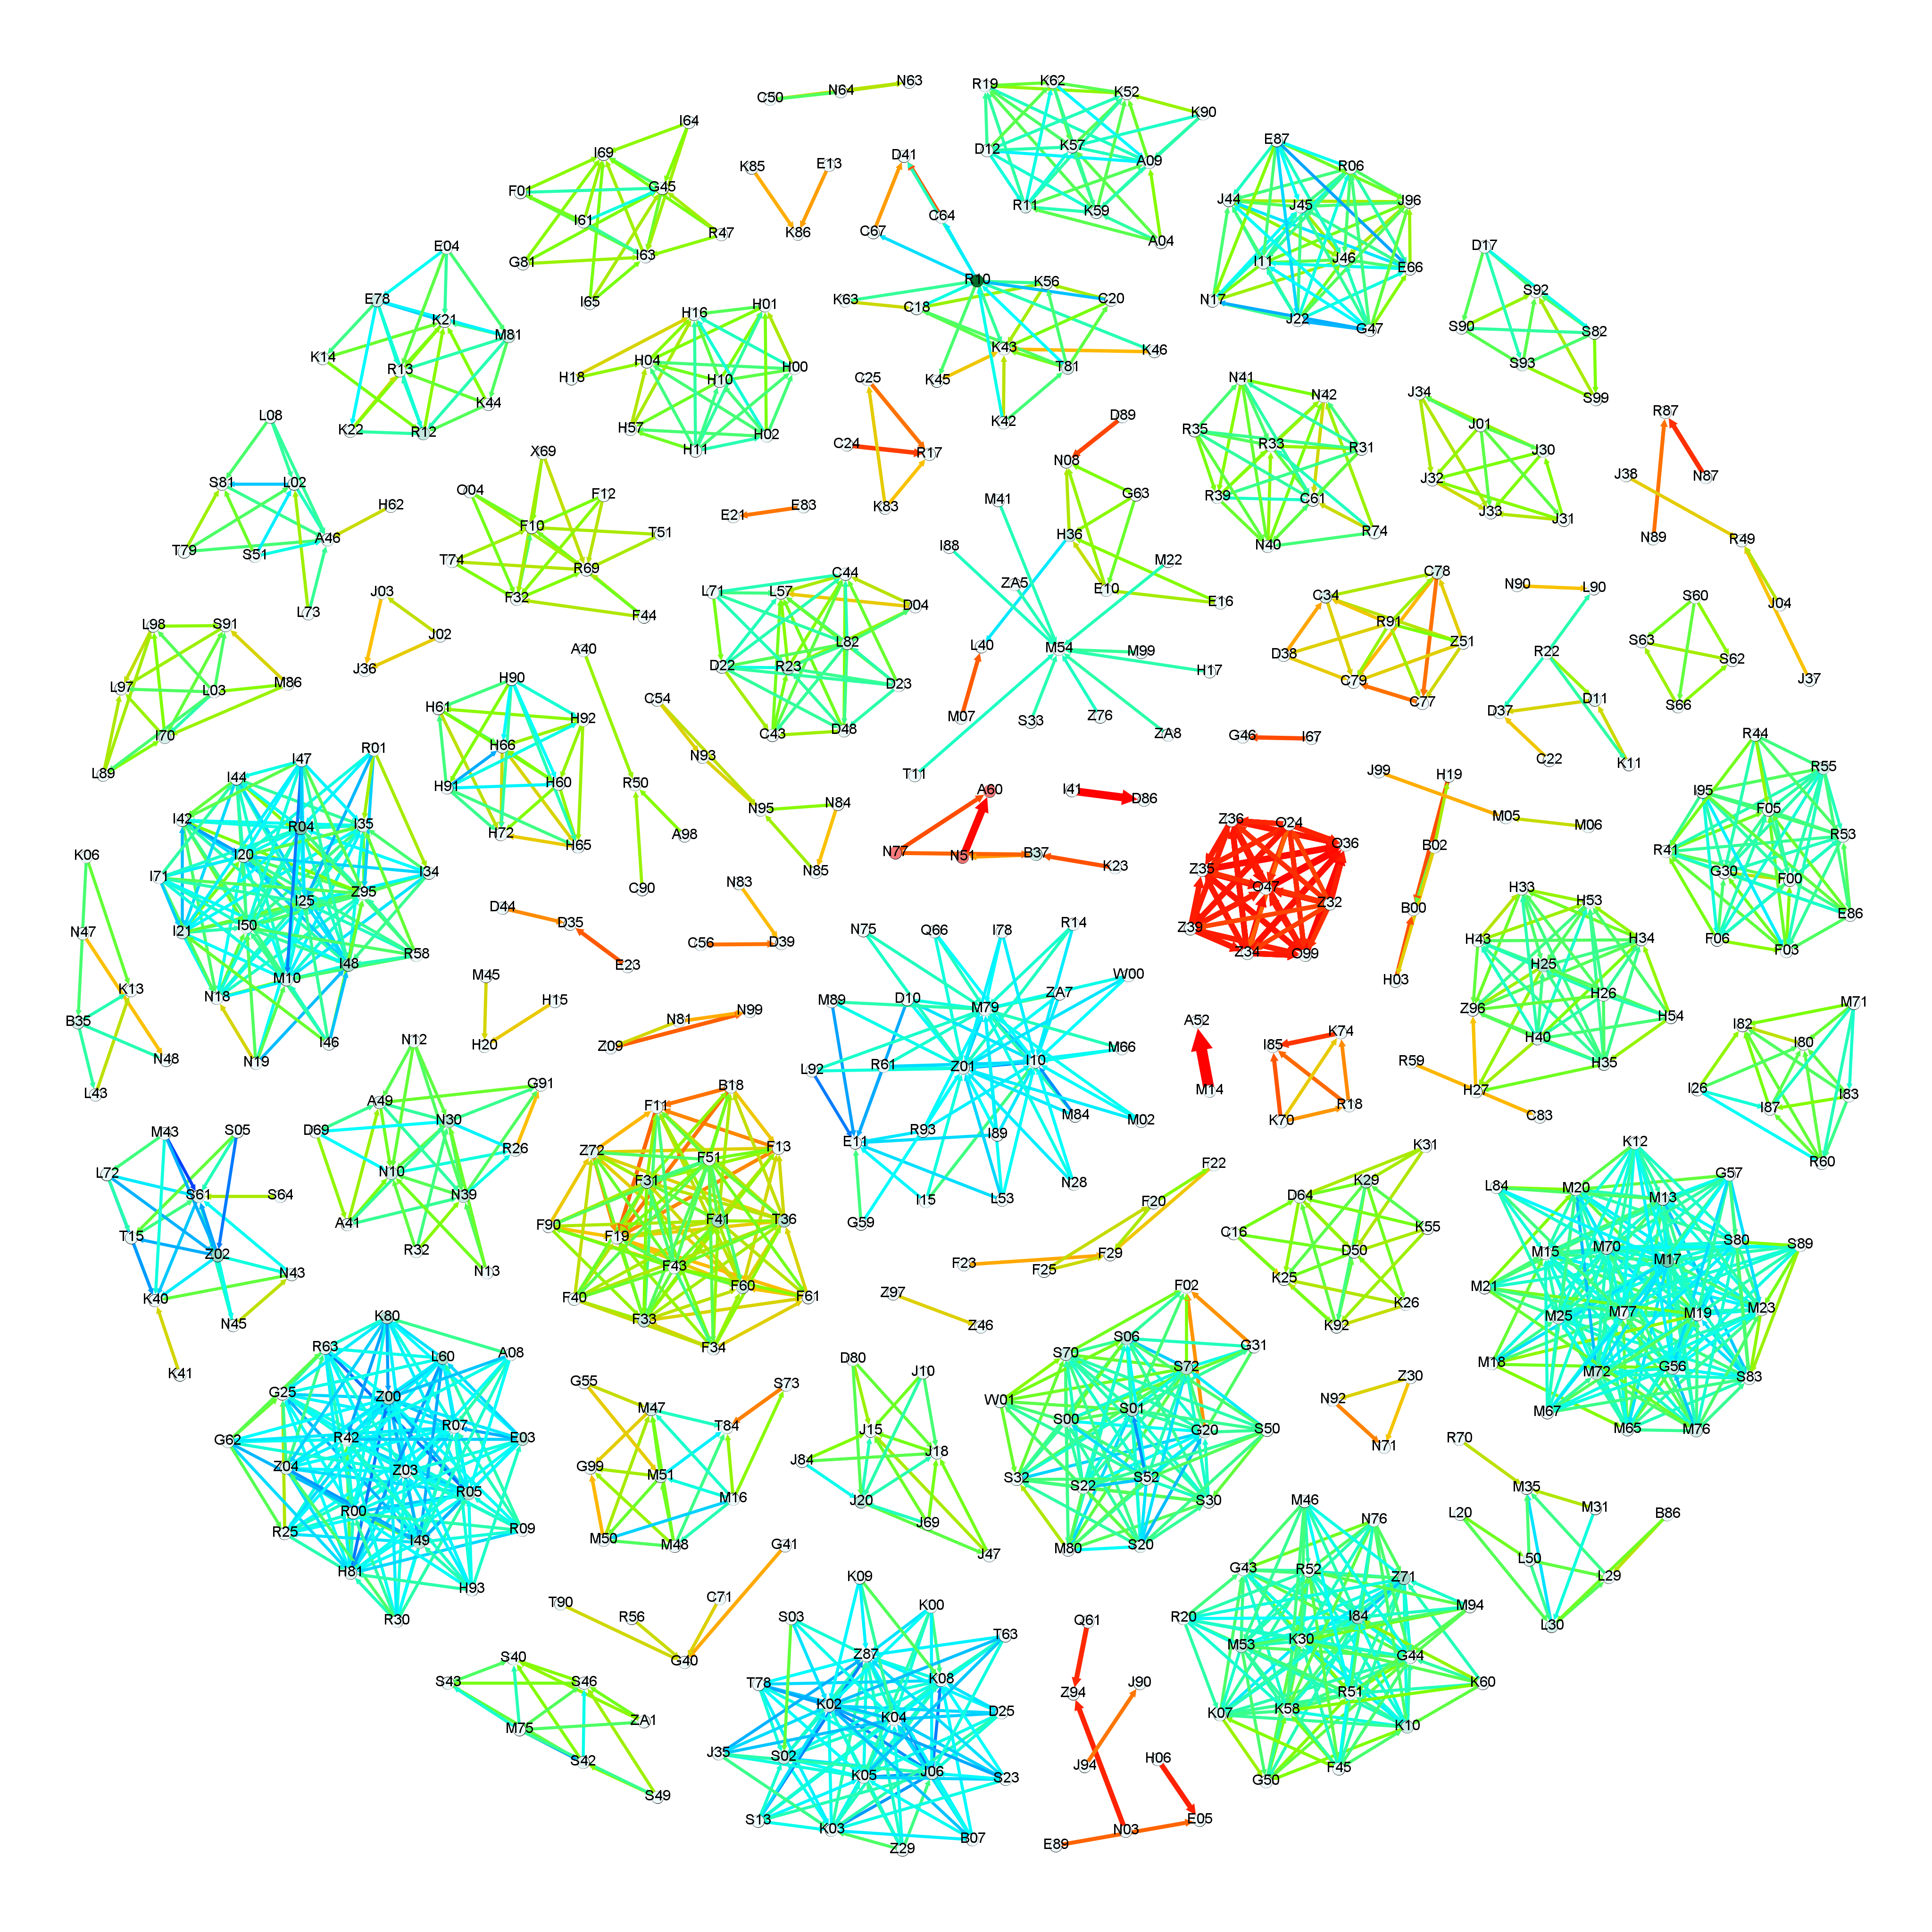 N63
N64
C50
R19
K62
K52
K90
I64
I69
K85
E13
D41
D12
K57
A09
E87
R06
F01
G45
I61
R47
K86
C67
C64
R11
K59
A04
J44
J45
J96
G81
I63
I65
E04
E78
K21
M81
K14
R13
K22
R12
K44
H16
H01
H04
H00
H10
H18
H57
H11
H02
R10
K63
C18
K56
C20
K43
K46
K45
T81
K42
I11
J46
E66
N17
J22
G47
D17
S92
S90
S82
S93
S99
L08
S81
L02
H62
T79
S51
A46
L73
X69
O04
F12
F10
T51
T74
R69
F32
F44
C25
C24
R17
K83
E21
E83
D89
N08
G63
H36
M22
E10
E16
N41
N42
R35
R33
R31
R39
C61
R74
N40
J34
J01
J30
J32
J33
J31
R87
J38
N87
N89
R49
J04
J37
M41
I88
ZA5
L40
M54
M99
H17
M07
S33
Z76
ZA8
T11
C44
L71
L57
D04
L82
D22
R23
D23
C43
D48
J03
J02
J36
L98
S91
L97
L03
M86
I70
L89
A40
H90
H61
H92
H66
H91
H60
H72
H65
C54
N93
R50
N95
N84
A98
N85
C90
C78
C34
R91
Z51
D38
C79
C77
N90
L90
R22
D11
D37
C22
K11
S60
S63
S62
S66
G46
I67
R44
R55
I95
F05
R53
R41
G30
F00
E86
F06
F03
I47
R01
I44
I42
R04
I35
I20
I71
Z95
I34
I25
I21
I50
R58
M10
I48
N18
I46
N19
K06
N47
K13
B35
N48
L43
A60
I41
D86
N77
N51
B37
K23
Z36
O24
O36
Z35
O47
Z32
Z39
Z34
O99
J99
H19
M05
M06
B02
B00
H03
H33
H53
H43
H34
H25
Z96
H26
H54
H40
H35
R59
H27
C83
M71
I82
I80
I26
I87
I83
R60
N83
D44
D35
C56
D39
E23
M45
H15
H20
N81
N99
Z09
N75
Q66
I78
R14
W00
M89
D10
M79
ZA7
L92
R61
Z01
I10
M66
M84
M02
E11
R93
I89
N28
I15
L53
G59
A52
M14
K74
I85
K70
R18
N12
A49
G91
D69
N30
R26
N10
N39
A41
R32
N13
M43
S05
L72
S61
S64
T15
Z02
N43
K40
N45
K41
B18
F11
Z72
F13
F51
F31
F90
F41
T36
F19
F43
F60
F40
F61
F33
F34
F22
F20
F23
F29
F25
Z97
Z46
K31
D64
K29
C16
K55
D50
K25
K26
K92
K12
L84
M20
G57
M13
S80
S89
M15
M70
M17
M21
M25
M77
M19
M23
M18
M72
G56
S83
M67
M65
M76
K80
R63
L60
A08
G25
Z00
R07
G62
R42
E03
Z04
Z03
R05
R00
R25
I49
R09
H81
H93
R30
G55
S73
M47
T84
G99
M51
M16
M50
M48
D80
J10
J15
J18
J84
J20
J69
J47
F02
S06
G31
S70
S72
W01
S00
S01
G20
S50
S32
S22
S52
S30
M80
S20
Z30
N92
N71
R70
M35
M31
L20
B86
L50
L29
L30
M46
N76
G43
R52
Z71
R20
I84
M94
M53
K30
G44
R51
K60
K07
K58
K10
G50
F45
G41
C71
T90
R56
G40
S40
S43
S46
M75
ZA1
S42
S49
K09
S03
K00
Z87
T63
T78
K08
K02
K04
D25
J35
S02
K05
J06
S23
S13
K03
Z29
B07
Q61
Z94
J90
J94
H06
N03
E05
E89